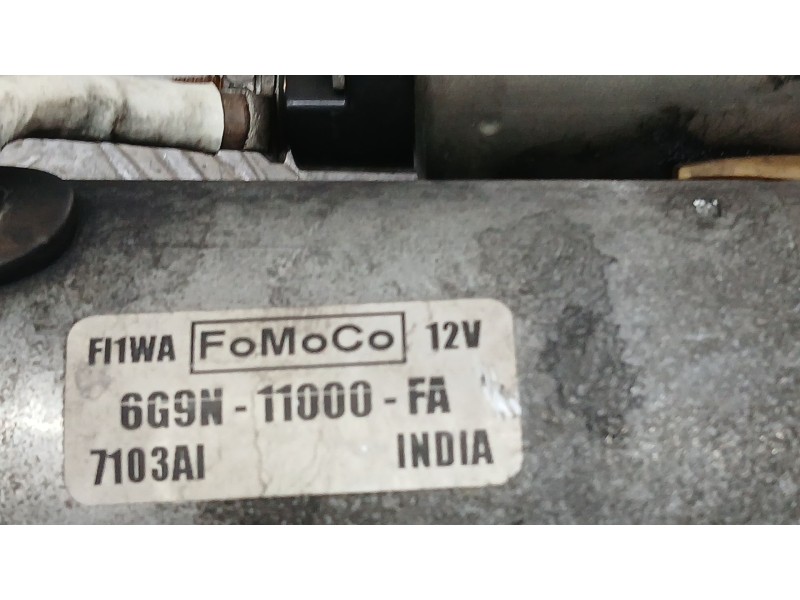 FI1WA FoMoCo 12V
6G9N - 11000 - FA
7103AI INDIA